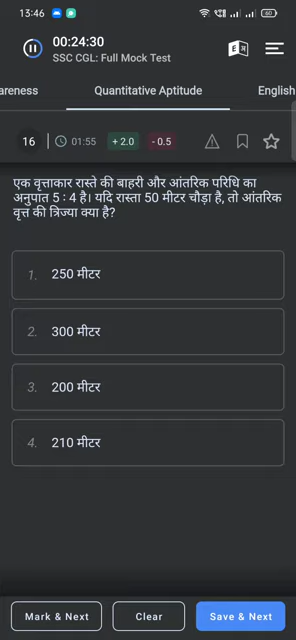 13:46
60
00:24:30
SSC CGL: Full Mock Test
E अ
areness
Quantitative Aptitude
English
16
01:55
+ 2.0
- 0.5
एक वृत्ताकार रास्ते की बाहरी और आंतरिक परिधि का
अनुपात 5 : 4 है। यदि रास्ता 50 मीटर चौड़ा है, तो आंतरिक
वृत्त की त्रिज्या क्या है?
1. 250 मीटर
2. 300 मीटर
3. 200 मीटर
4. 210 मीटर
Mark & Next
Clear
Save & Next